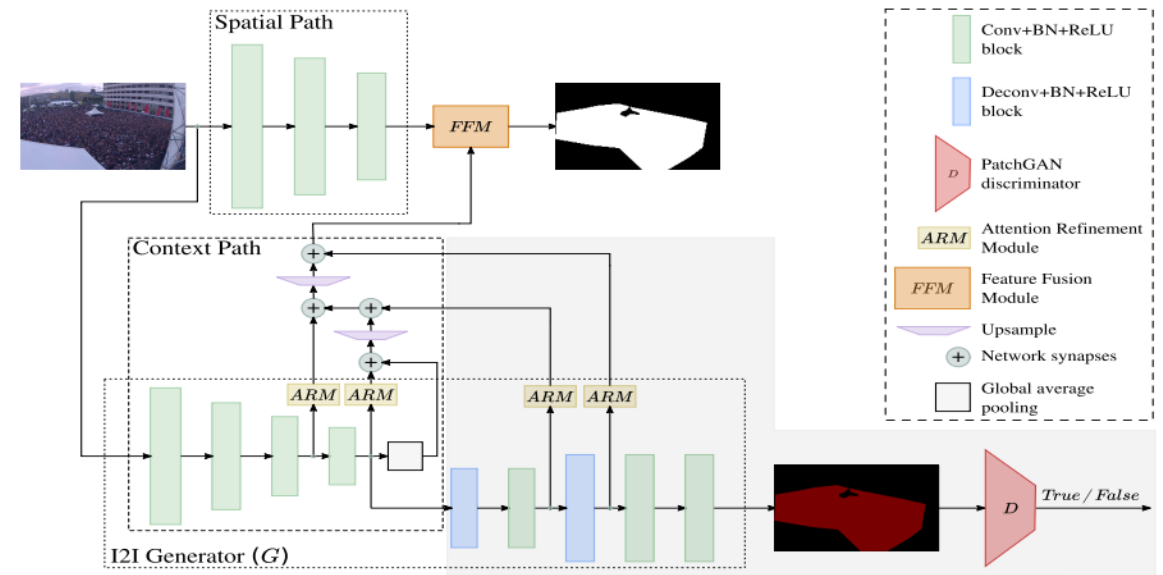 Spatial Path
Conv+BN+ReLU
block
Deconv+BN+ReLU
block
FFM
D
PatchGAN
discriminator
ARM
Attention Refinement
Module
Context Path
FFM
Feature Fusion
Module
Upsample
+
Network synapses
+
+
+
+
Global average
pooling
ARM
ARM
ARM
ARM
D
True / False
I2I Generator (G)